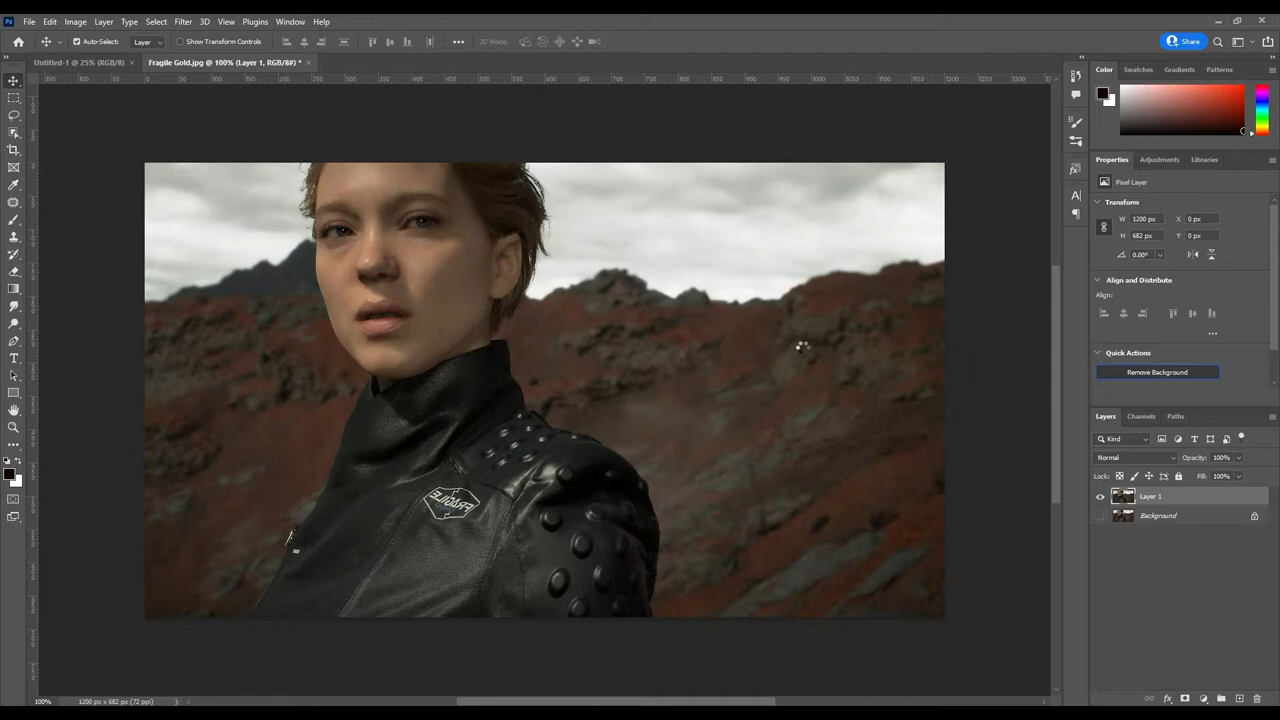 Ps File Edit Image Layer Type Select Filter 3D View Plugins Window Help
Auto-Select: Layer Show Transform Controls 3D Mode: Share
Untitled-1 @ 25% (RGB/8) × Fragile Gold.jpg @ 100% (Layer 1, RGB/8#) * ×
Color Swatches Gradients Patterns
Properties Adjustments Libraries
Pixel Layer
Transform
W 1200 px X 0 px
H 682 px Y 0 px
0.00°
Align and Distribute
Align:
Quick Actions
Remove Background
Layers Channels Paths
Kind
Normal Opacity: 100%
Lock: Fill: 100%
Layer 1
Background
FRAGILE
100% 1200 px x 682 px (72 ppi)